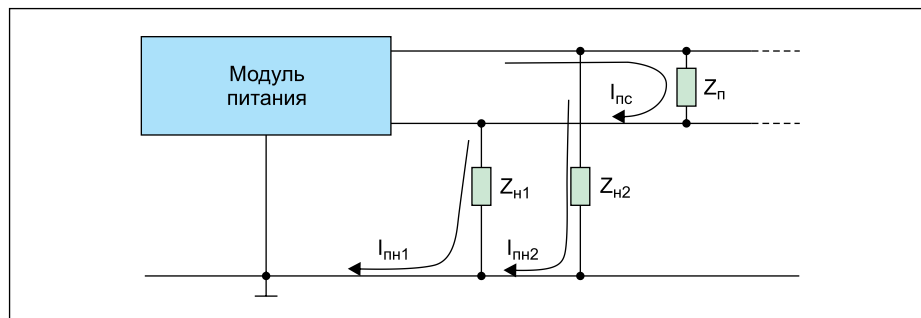 Модуль
питания
Iпс
Zп
Zн1
Zн2
Iпн1
Iпн2